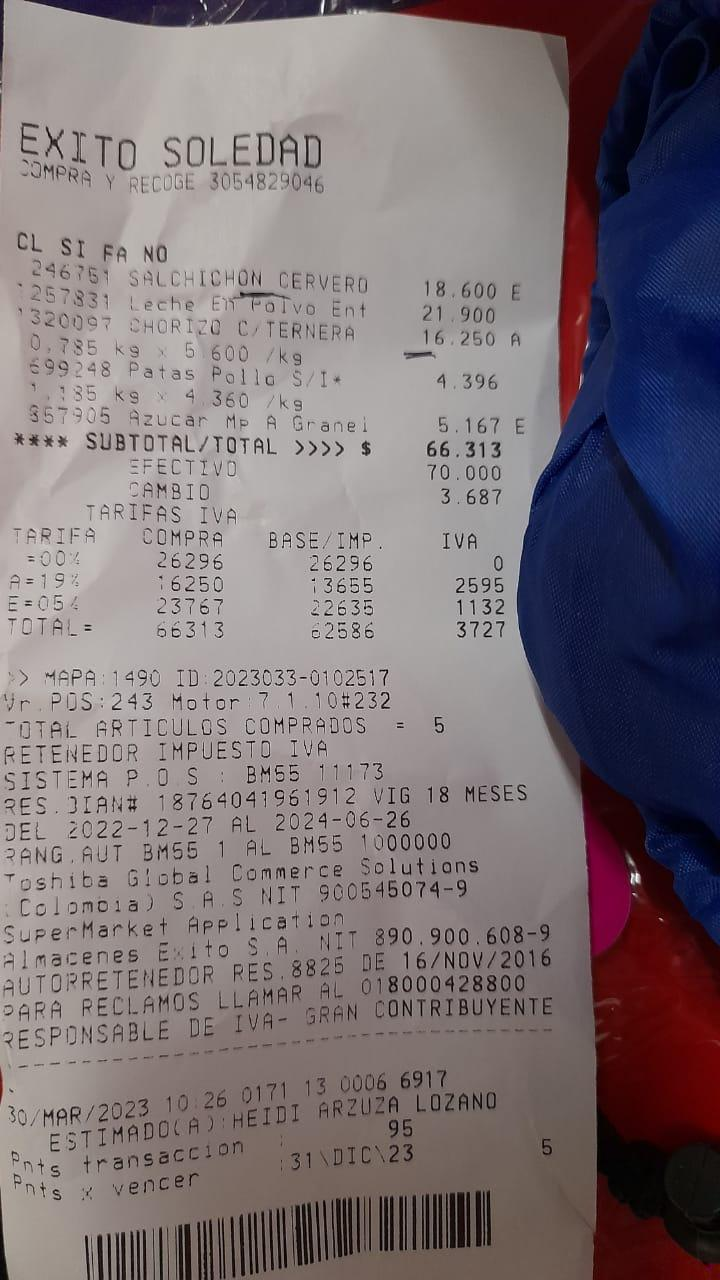 EXITO SOLEDAD
COMPRA Y RECOGE 3054829046
CL SI FA NO
246751 SALCHICHON CERVERO 18.600 E
1257831 Leche En Polvo Ent 21.900
1320097 CHORIZO C/TERNERA 16.250 A
0.785 kg x 5.600 /kg
699248 Patas Pollo S/I* 4.396
1.185 kg x 4.360 /kg
857905 Azucar Mp A Granel 5.167 E
**** SUBTOTAL/TOTAL >>>> $ 66.313
EFECTIVO 70.000
CAMBIO 3.687
TARIFAS IVA
TARIFA COMPRA BASE/IMP. IVA
=00% 26296 26296 0
A=19% 16250 13655 2595
E=05% 23767 22635 1132
TOTAL= 66313 62586 3727
>> MAPA:1490 ID:2023033-0102517
Vr.POS:243 Motor:7.1.10#232
TOTAL ARTICULOS COMPRADOS = 5
RETENEDOR IMPUESTO IVA
SISTEMA P.O.S : BM55 11173
RES.DIAN# 18764041961912 VIG 18 MESES
DEL 2022-12-27 AL 2024-06-26
RANG.AUT BM55 1 AL BM55 1000000
Toshiba Global Commerce Solutions
(Colombia) S.A.S NIT 900545074-9
SuperMarket Application
Almacenes Exito S.A. NIT 890.900.608-9
AUTORRETENEDOR RES.8825 DE 16/NOV/2016
PARA RECLAMOS LLAMAR AL 018000428800
RESPONSABLE DE IVA- GRAN CONTRIBUYENTE
30/MAR/2023 10:26 0171 13 0006 6917
ESTIMADO(A):HEIDI ARZUZA LOZANO
Pnts transaccion : 95
Pnts x vencer :31\DIC\23 5